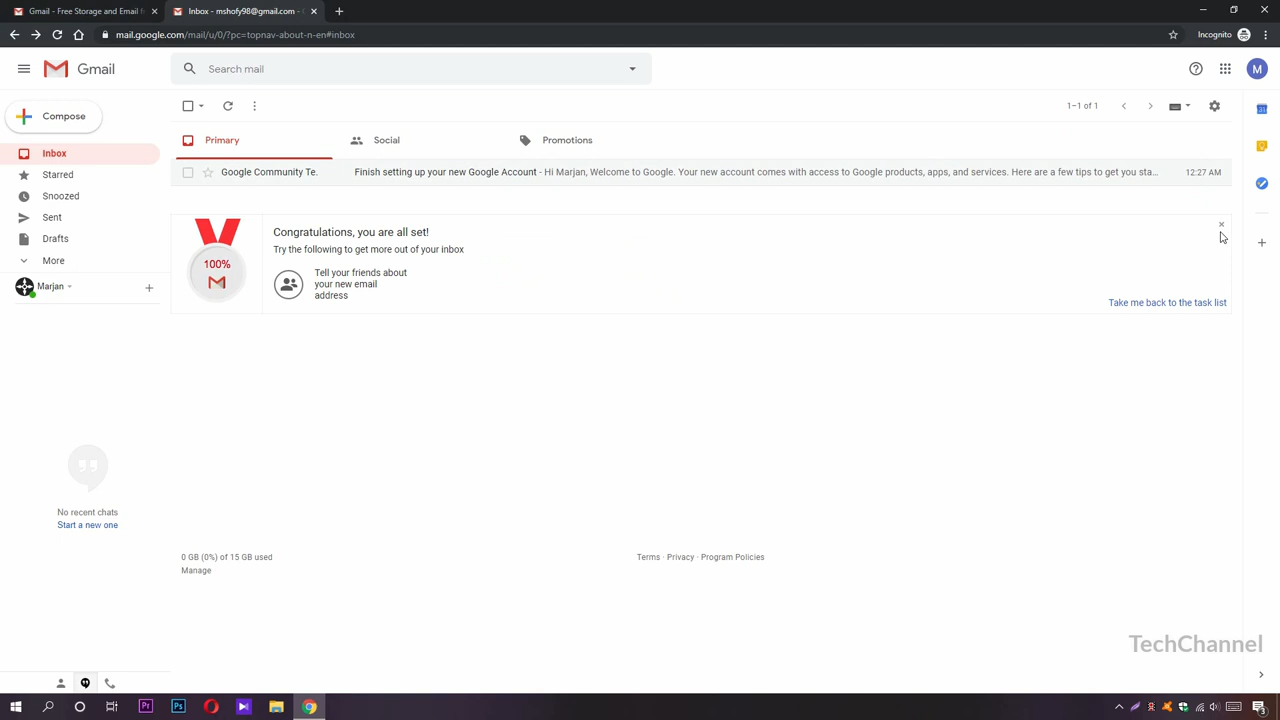 Gmail - Free Storage and Email f
Inbox - mshofy98@gmail.com -
mail.google.com/mail/u/0/?pc=topnav-about-n-en#inbox
Incognito
Gmail
Search mail
M
Compose
1–1 of 1
Primary
Social
Promotions
Inbox
Google Community Te. Finish setting up your new Google Account - Hi Marjan, Welcome to Google. Your new account comes with access to Google products, apps, and services. Here are a few tips to get you sta... 12:27 AM
Starred
Snoozed
Sent
Drafts
More
Marjan
100%
Congratulations, you are all set!
Try the following to get more out of your inbox
Tell your friends about
your new email
address
Take me back to the task list
No recent chats
Start a new one
0 GB (0%) of 15 GB used
Manage
Terms · Privacy · Program Policies
TechChannel
Pr
Ps